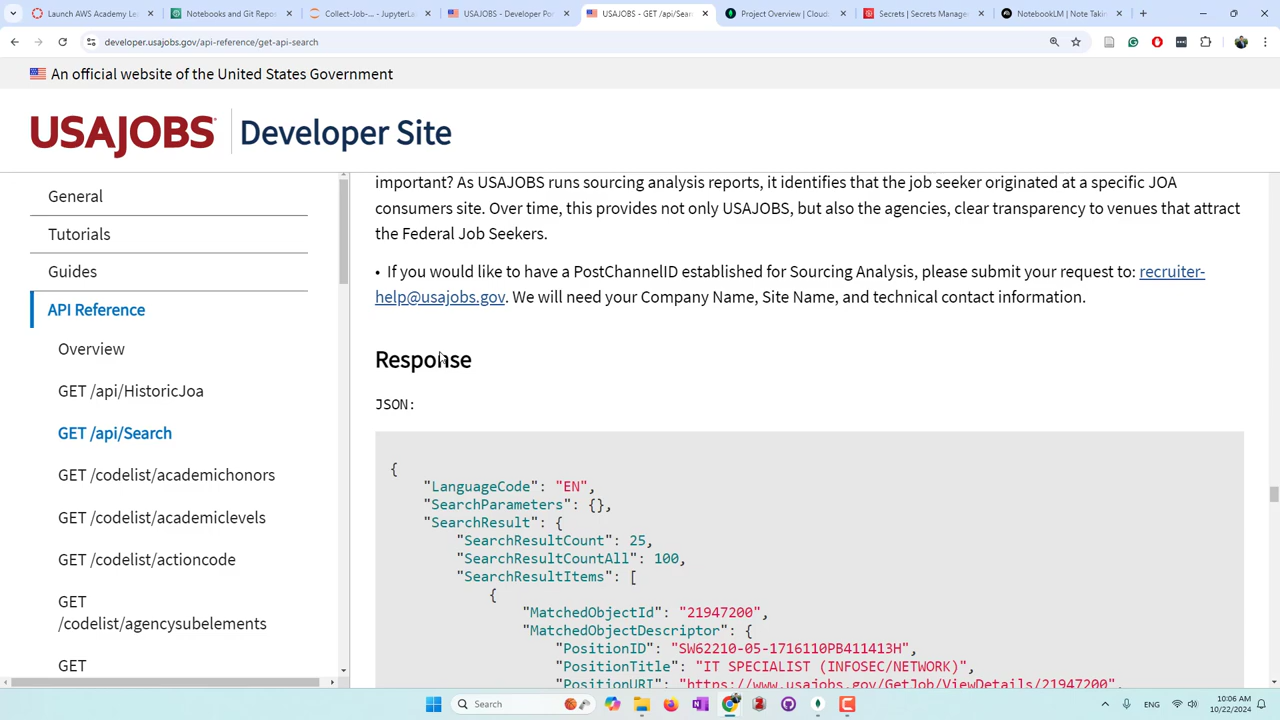 Launch AWS Academy Le
Notebooks and Git Repo
Collect-Job-... - JupyterLa
USAJOBS - Developer Po
USAJOBS - GET /api/Sea
Project Overview | Cloud
Secrets | Secrets Manage
NotebookLM | Note Takin
developer.usajobs.gov/api-reference/get-api-search
An official website of the United States Government
USAJOBS Developer Site
General
Tutorials
Guides
API Reference
Overview
GET /api/HistoricJoa
GET /api/Search
GET /codelist/academichonors
GET /codelist/academiclevels
GET /codelist/actioncode
GET
/codelist/agencysubelements
GET
important? As USAJOBS runs sourcing analysis reports, it identifies that the job seeker originated at a specific JOA
consumers site. Over time, this provides not only USAJOBS, but also the agencies, clear transparency to venues that attract
the Federal Job Seekers.
• If you would like to have a PostChannelID established for Sourcing Analysis, please submit your request to: recruiter-
help@usajobs.gov. We will need your Company Name, Site Name, and technical contact information.
Response
JSON:
{
"LanguageCode": "EN",
"SearchParameters": {},
"SearchResult": {
"SearchResultCount": 25,
"SearchResultCountAll": 100,
"SearchResultItems": [
{
"MatchedObjectId": "21947200",
"MatchedObjectDescriptor": {
"PositionID": "SW62210-05-1716110PB411413H",
"PositionTitle": "IT SPECIALIST (INFOSEC/NETWORK)",
"PositionURI": "https://www.usajobs.gov/GetJob/ViewDetails/21947200",
Search
ENG
10:06 AM
10/22/2024